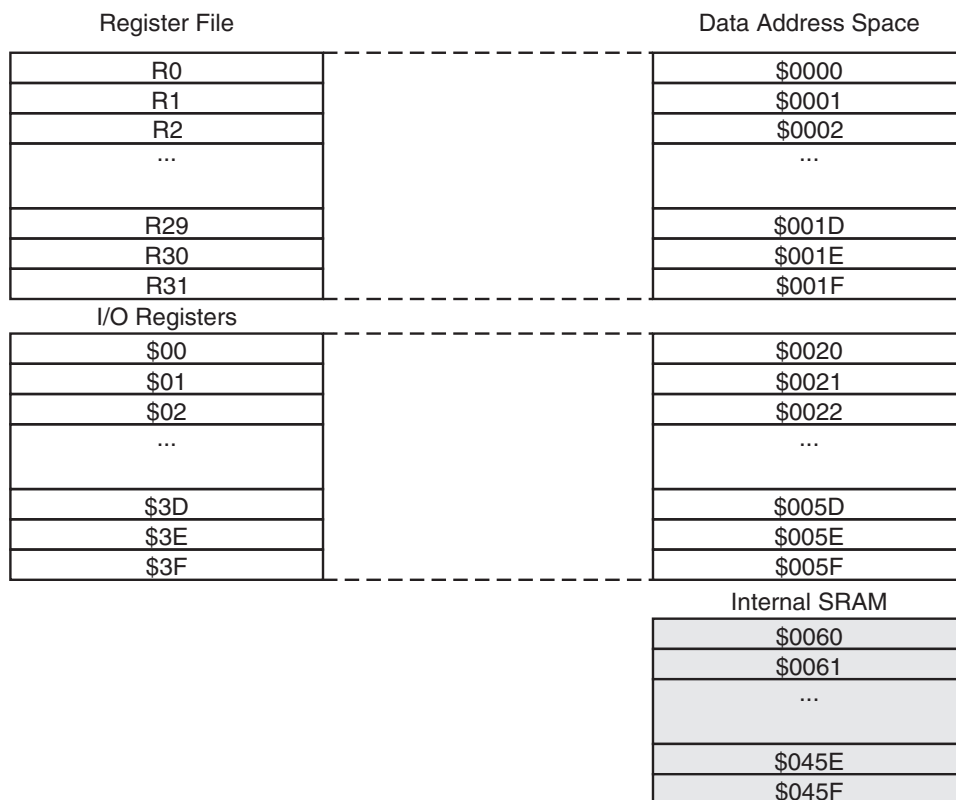 Register File
Data Address Space
R0
$0000
R1
$0001
R2
$0002
...
...
R29
$001D
R30
$001E
R31
$001F
I/O Registers
$00
$0020
$01
$0021
$02
$0022
...
...
$3D
$005D
$3E
$005E
$3F
$005F
Internal SRAM
$0060
$0061
...
$045E
$045F